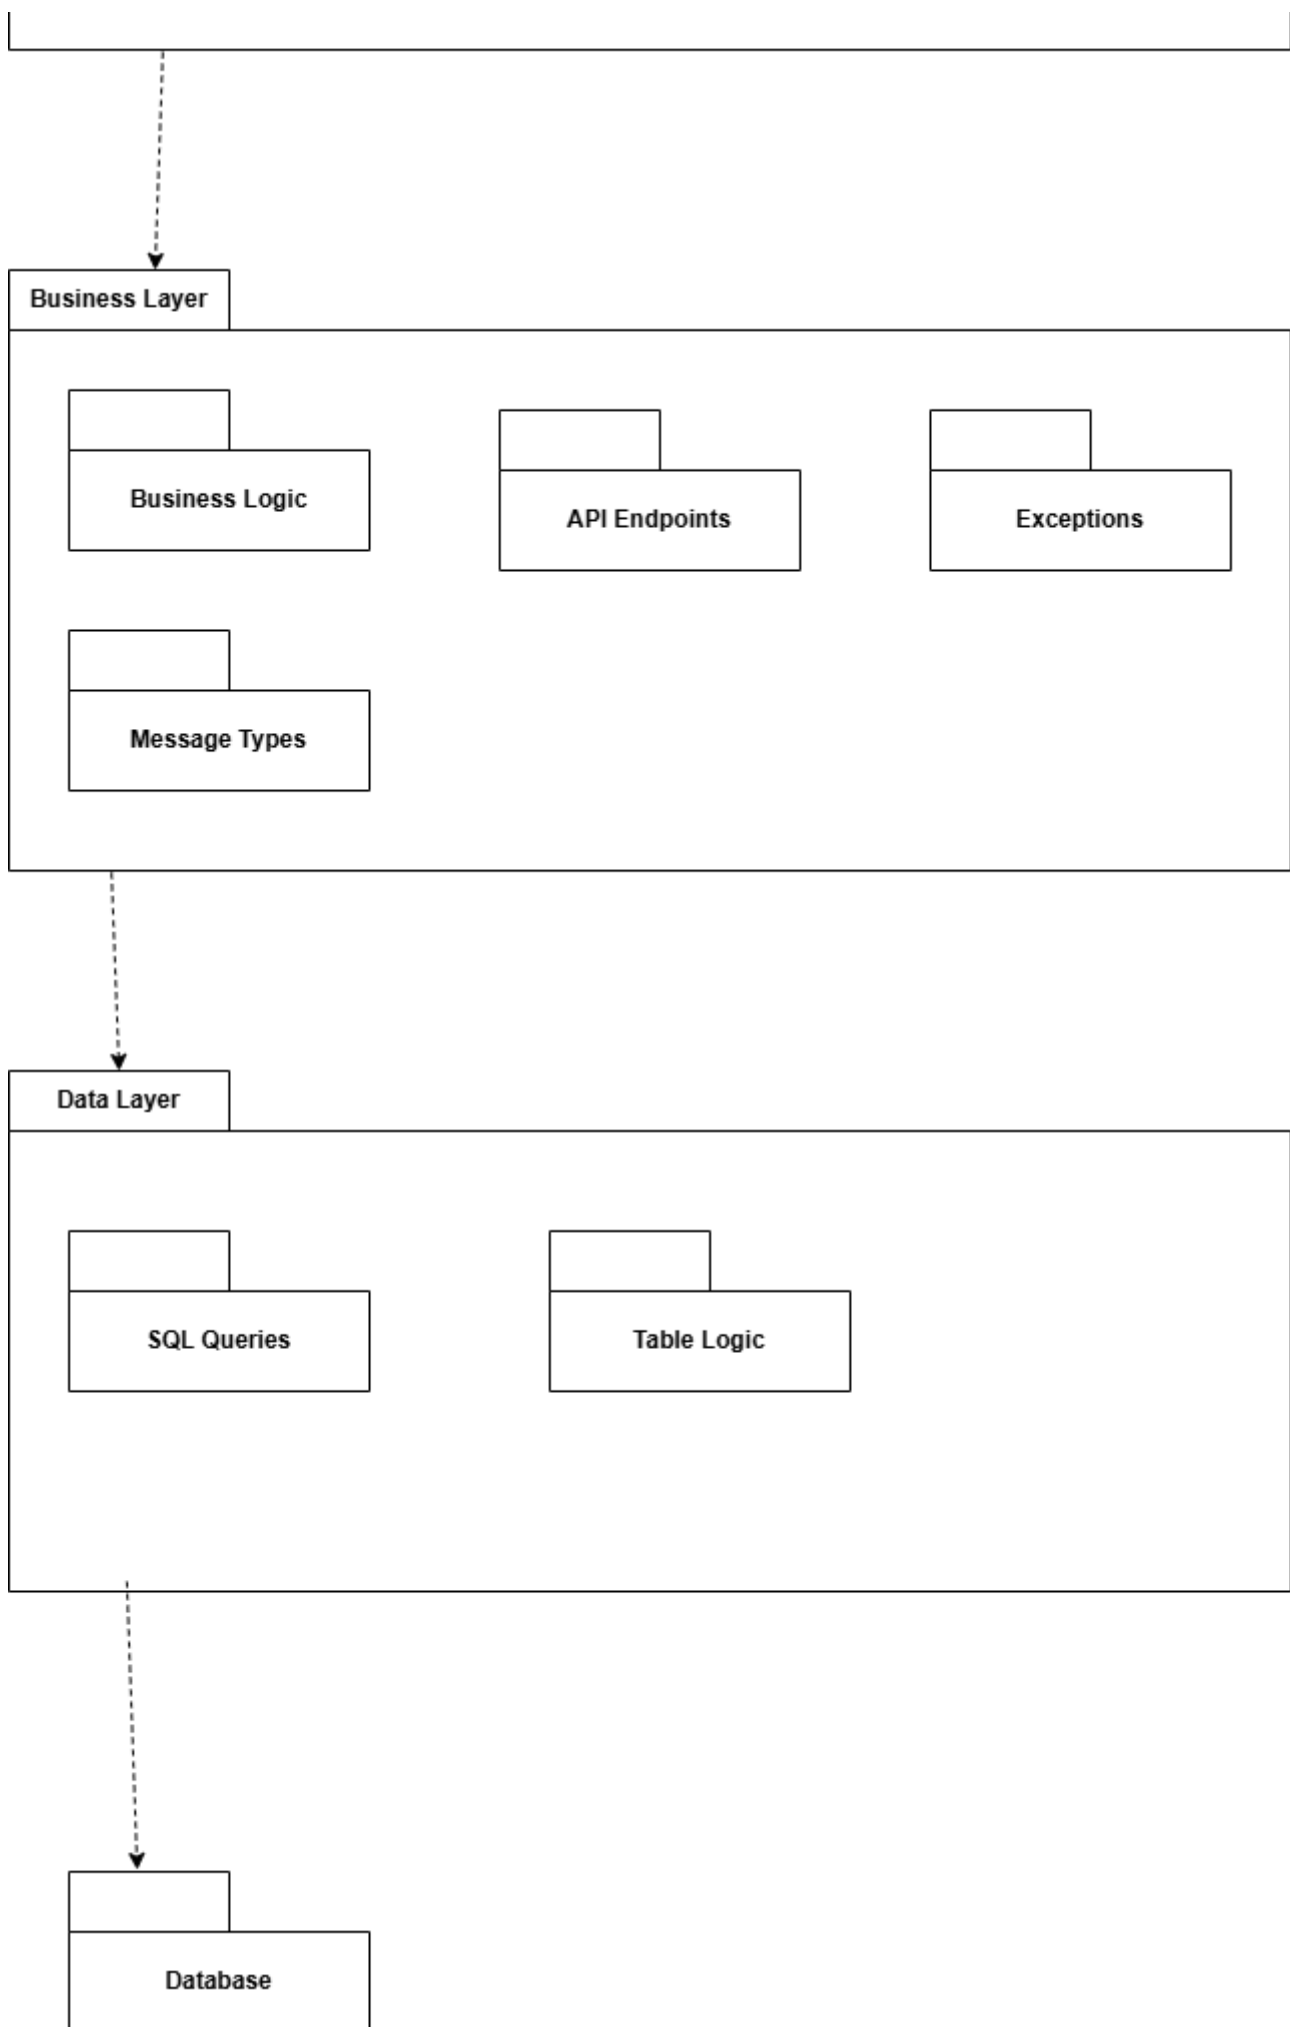 Business Layer
Business Logic
API Endpoints
Exceptions
Message Types
Data Layer
SQL Queries
Table Logic
Database